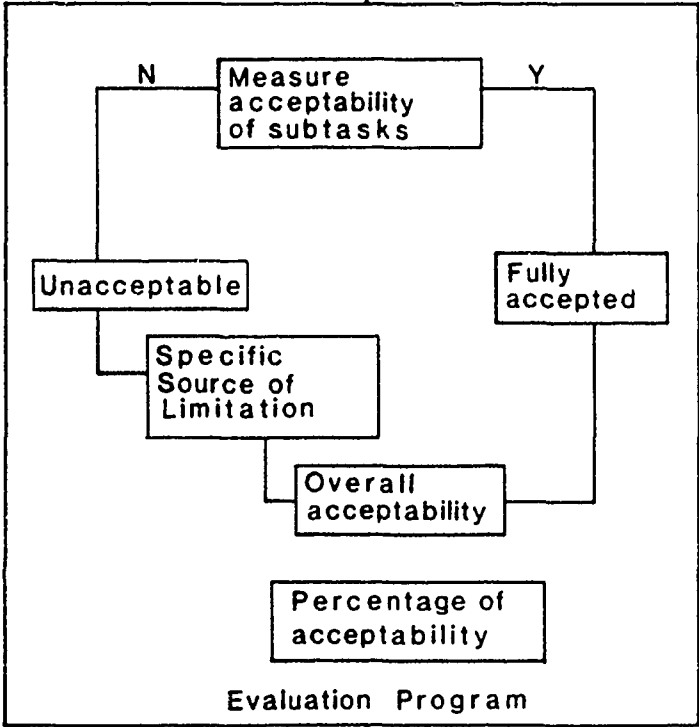 N
Measure
acceptability
of subtasks
Y
Unacceptable
Fully
accepted
Specific
Source of
Limitation
Overall
acceptability
Percentage of
acceptability
Evaluation Program